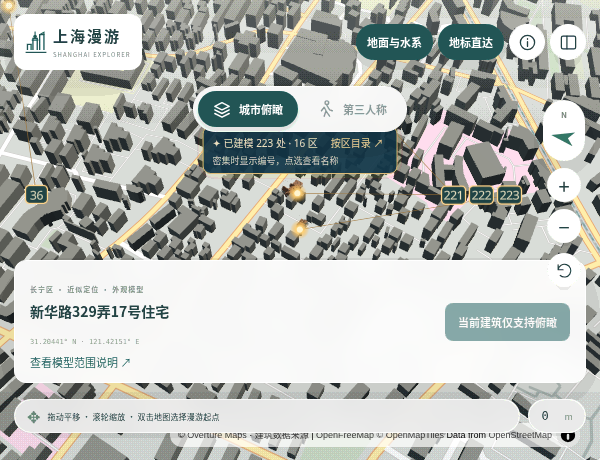 上海漫游
SHANGHAI EXPLORER
地面与水系
地标直达
城市俯瞰
第三人称
N
✦ 已建模 223 处 · 16 区 按区目录 ↗
密集时显示编号，点选查看名称
36
221 222 223
+
−
长宁区 · 近似定位 · 外观模型
新华路329弄17号住宅
31.20441° N · 121.42151° E
查看模型范围说明 ↗
当前建筑仅支持俯瞰
拖动平移 · 滚轮缩放 · 双击地图选择漫游起点
0 m
© Overture Maps · 建筑数据来源 | OpenFreeMap © OpenMapTiles Data from OpenStreetMap